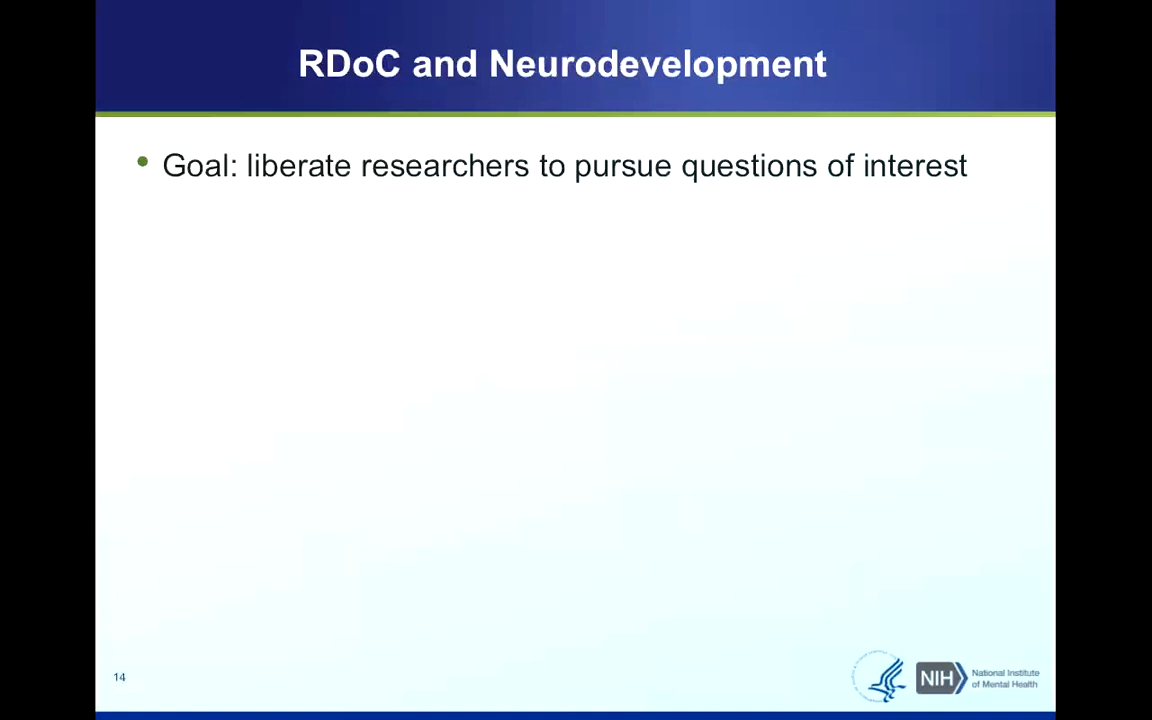 RDoC and Neurodevelopment
• Goal: liberate researchers to pursue questions of interest
14
NIH
National Institute
of Mental Health